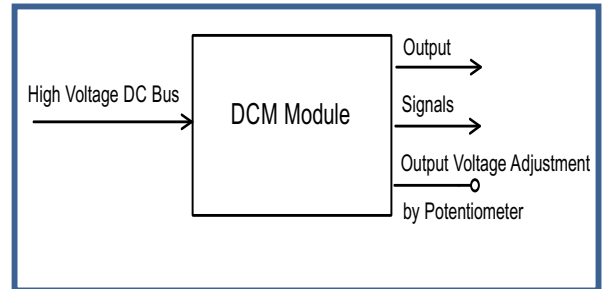 High Voltage DC Bus
DCM Module
Output
Signals
Output Voltage Adjustment
by Potentiometer